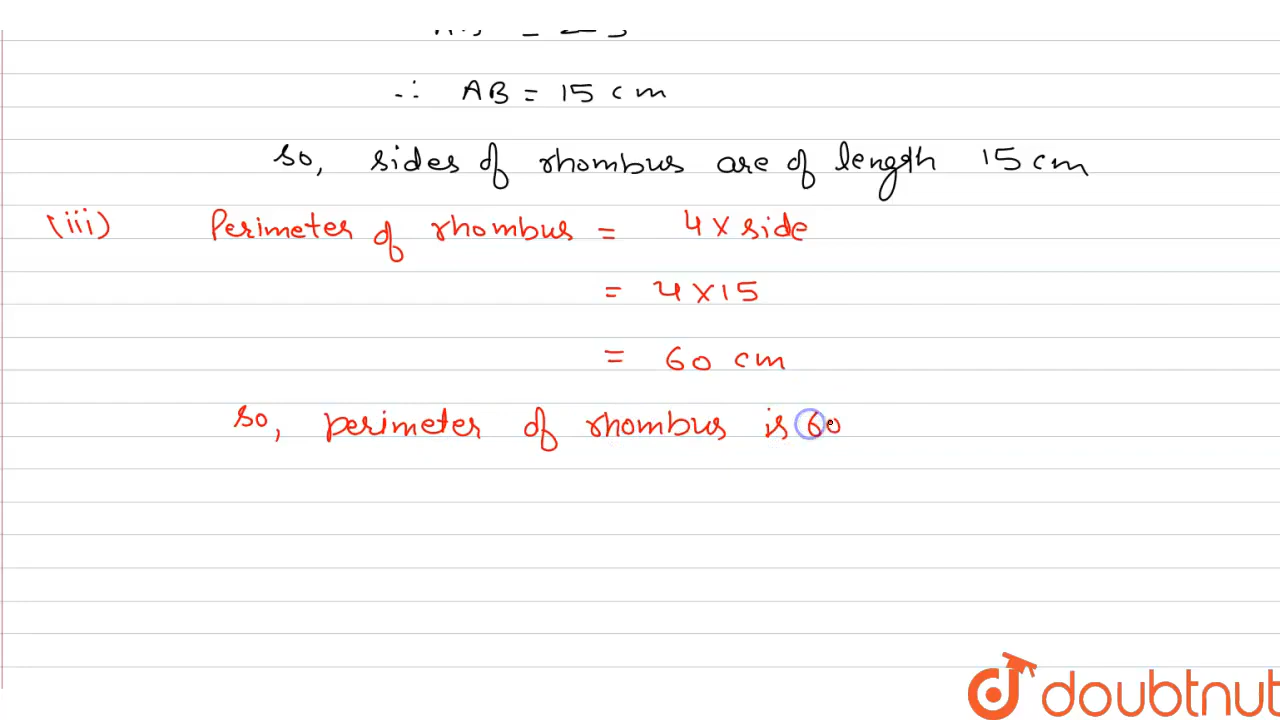 ∴ AB = 15 cm
so, sides of rhombus are of length 15 cm
(iii) Perimeter of rhombus = 4 × side
= 4 × 15
= 60 cm
so, perimeter of rhombus is 60
doubtnut